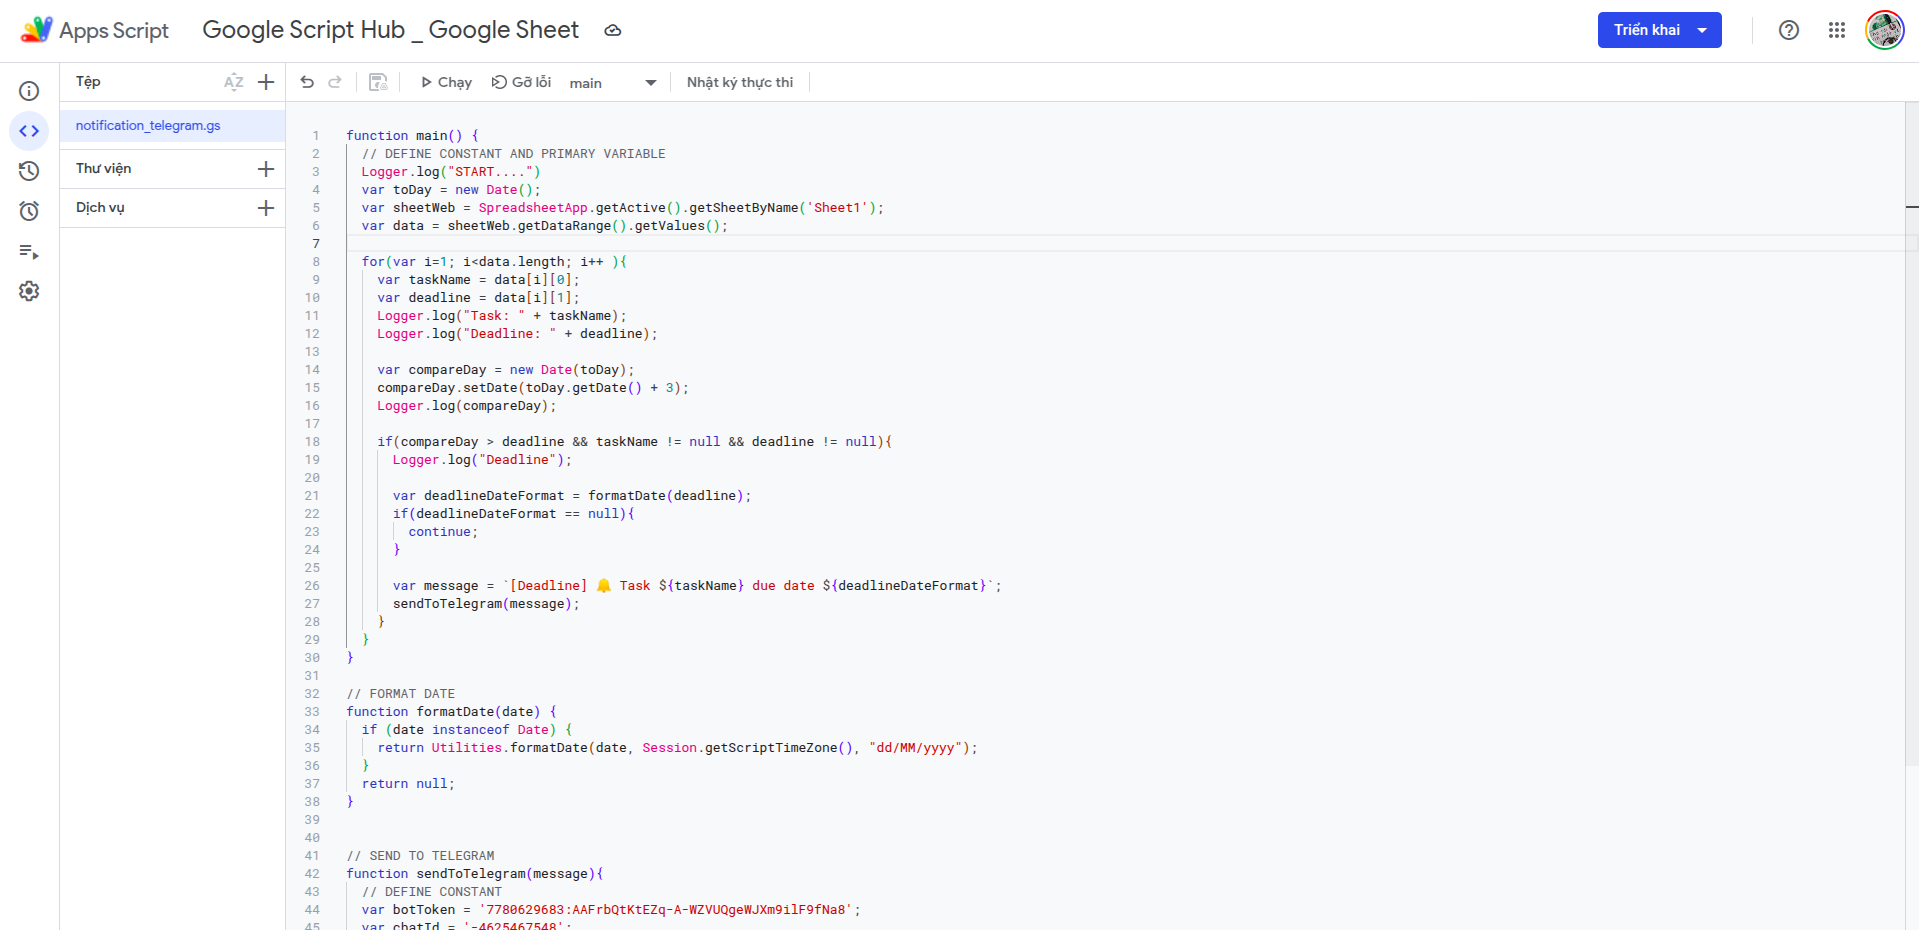 Apps Script
Google Script Hub _ Google Sheet
Triển khai
Tệp
AZ
notification_telegram.gs
Thư viện
Dịch vụ
Chạy
Gỡ lỗi
main
Nhật ký thực thi
1 function main() {
2 // DEFINE CONSTANT AND PRIMARY VARIABLE
3 Logger.log("START....")
4 var toDay = new Date();
5 var sheetWeb = SpreadsheetApp.getActive().getSheetByName('Sheet1');
6 var data = sheetWeb.getDataRange().getValues();
7
8 for(var i=1; i<data.length; i++ ){
9 var taskName = data[i][0];
10 var deadline = data[i][1];
11 Logger.log("Task: " + taskName);
12 Logger.log("Deadline: " + deadline);
13
14 var compareDay = new Date(toDay);
15 compareDay.setDate(toDay.getDate() + 3);
16 Logger.log(compareDay);
17
18 if(compareDay > deadline && taskName != null && deadline != null){
19 Logger.log("Deadline");
20
21 var deadlineDateFormat = formatDate(deadline);
22 if(deadlineDateFormat == null){
23 continue;
24 }
25
26 var message = `[Deadline] 🔔 Task ${taskName} due date ${deadlineDateFormat}`;
27 sendToTelegram(message);
28 }
29 }
30 }
31
32 // FORMAT DATE
33 function formatDate(date) {
34 if (date instanceof Date) {
35 return Utilities.formatDate(date, Session.getScriptTimeZone(), "dd/MM/yyyy");
36 }
37 return null;
38 }
39
40
41 // SEND TO TELEGRAM
42 function sendToTelegram(message){
43 // DEFINE CONSTANT
44 var botToken = '7780629683:AAFrbQtKtEZq-A-WZVUQgeWJXm9ilF9fNa8';
45 var chatId = '-4625467548';